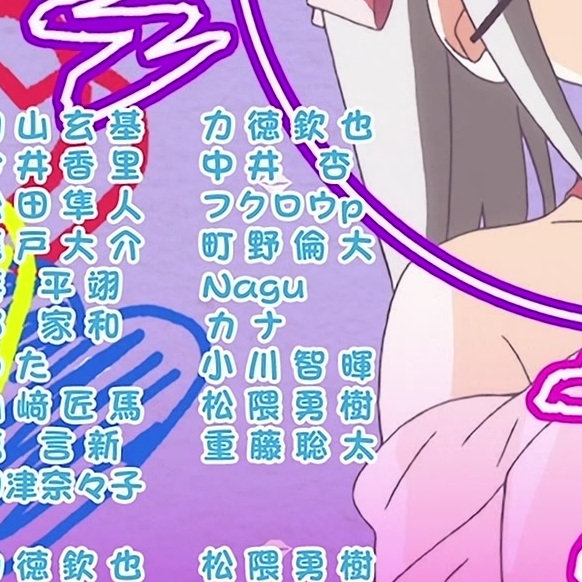 山玄基 力徳欽也
井香里 中井 杏
田隼人 フクロウp
戸大介 町野倫大
平翊 Nagu
家和 カナ
た 小川智暉
﨑匠馬 松隈勇樹
言新 重藤聡太
津奈々子
徳欽也 松隈勇樹